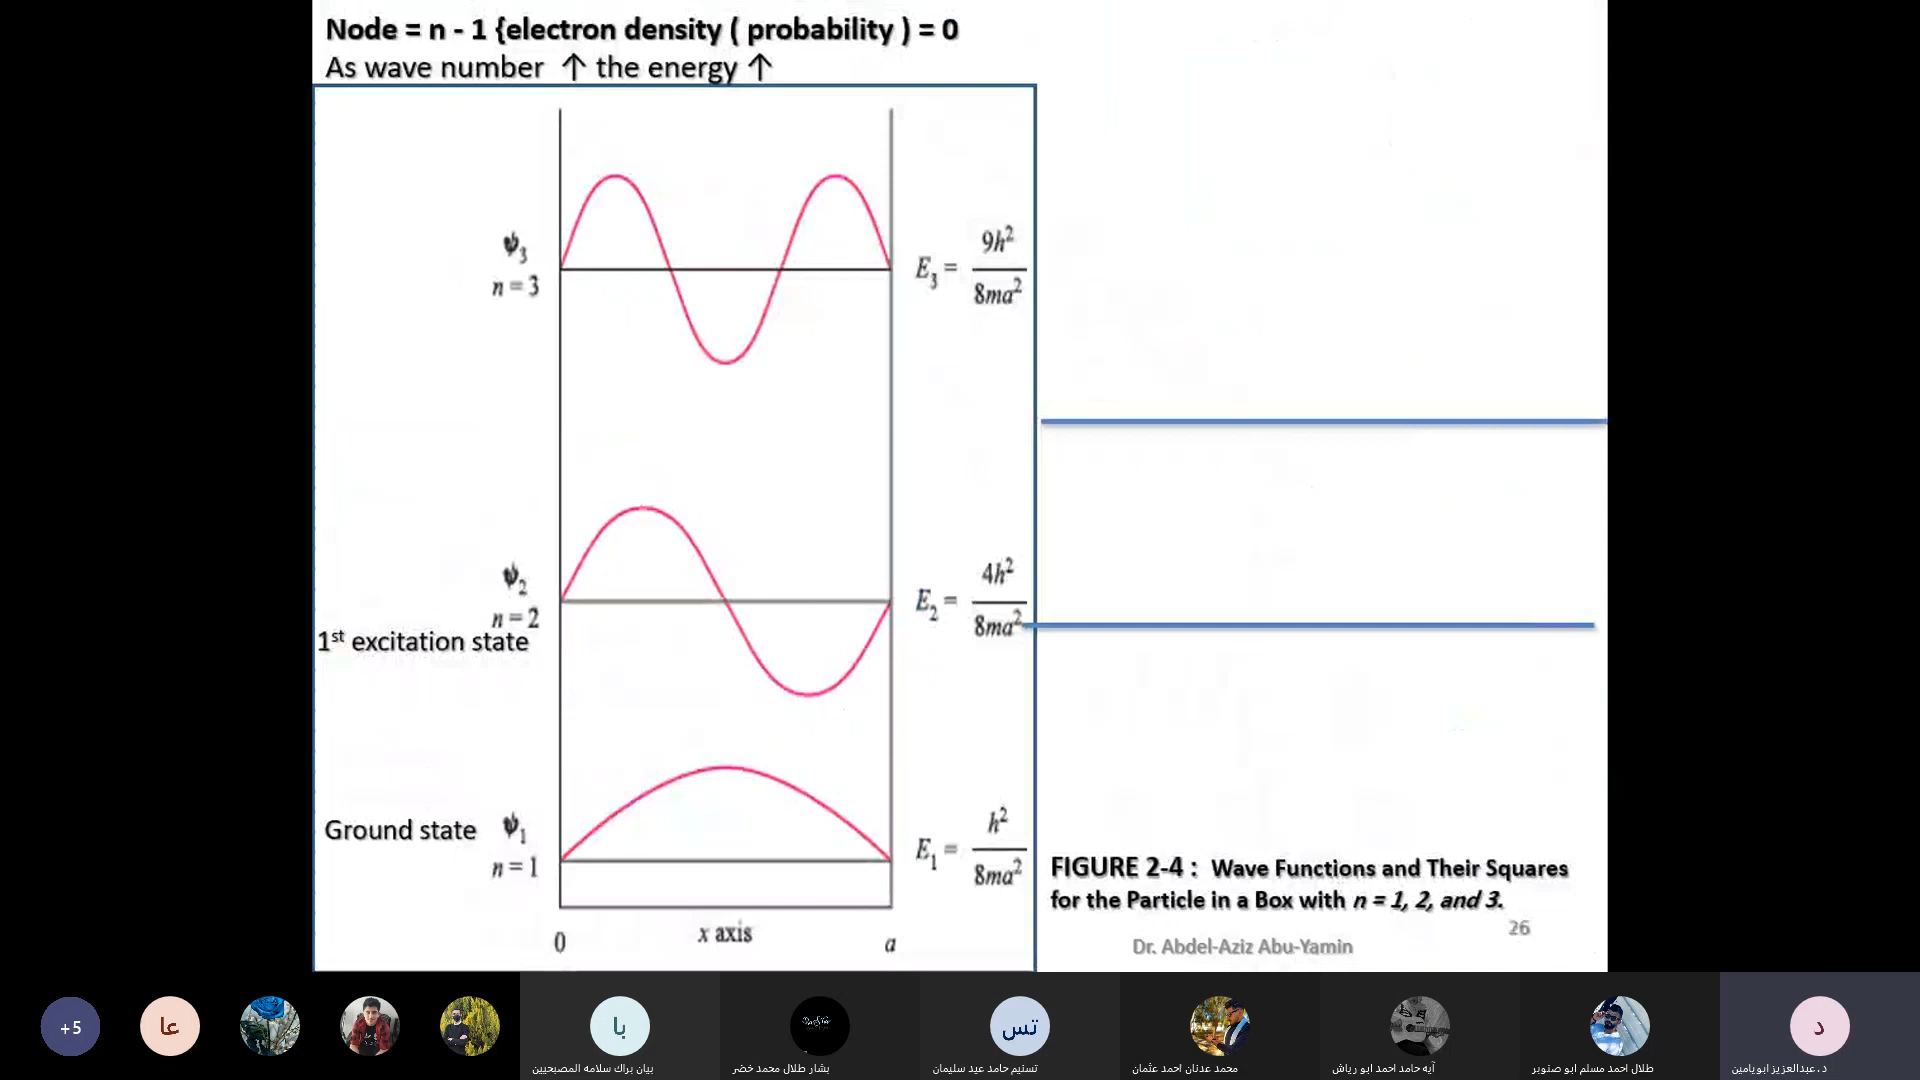 Node = n - 1 {electron density ( probability ) = 0
As wave number ↑ the energy ↑
ψ3
n = 3
E3 = 9h²/8ma²
ψ2
n = 2
1st excitation state
E2 = 4h²/8ma²
Ground state
ψ1
n = 1
E1 = h²/8ma²
0
x axis
a
FIGURE 2-4 : Wave Functions and Their Squares
for the Particle in a Box with n = 1, 2, and 3.
26
Dr. Abdel-Aziz Abu-Yamin
+5
عا
با
بيان براك سلامه المصبحيين
بشار طلال محمد خضر
تس
تسنيم حامد عيد سليمان
محمد عدنان احمد عثمان
آيه حامد احمد ابو رياش
طلال احمد مسلم ابو صنوبر
د
د.عبدالعزيز ابويامين